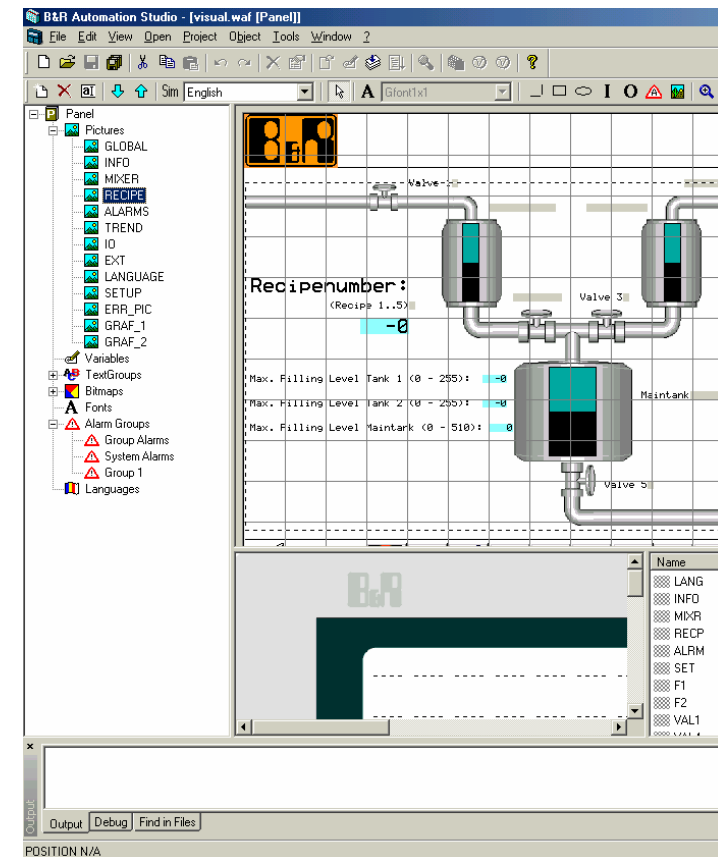 B&R Automation Studio - [visual.waf [Panel]]
File Edit View Open Project Object Tools Window ?
Sim English A Gfont1x1 I O A
Panel
Pictures
GLOBAL
INFO
MIXER
RECIPE
ALARMS
TREND
IO
EXT
LANGUAGE
SETUP
ERR_PIC
GRAF_1
GRAF_2
Variables
TextGroups
Bitmaps
Fonts
Alarm Groups
Group Alarms
System Alarms
Group 1
Languages
B&R
Valve
Recipenumber:
(Recipe 1..5)
-0
Valve 3
Max. Filling Level Tank 1 (0 - 255): -0
Max. Filling Level Tank 2 (0 - 255): -0
Max. Filling Level Maintank (0 - 510): 0
Maintank
Valve 5
B&R
Name
LANG
INFO
MIXR
RECP
ALRM
SET
F1
F2
VAL1
Output
Output Debug Find in Files
POSITION N/A